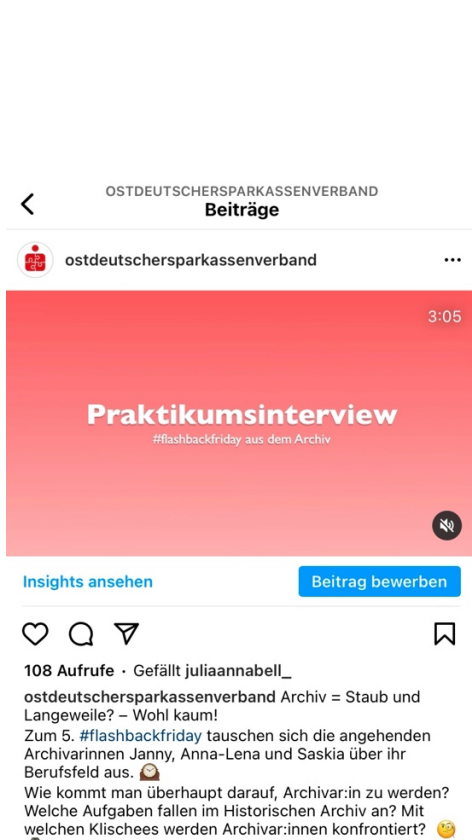 OSTDEUTSCHERSPARKASSENVERBAND
Beiträge
ostdeutschersparkassenverband
3:05
Praktikumsinterview
#flashbackfriday aus dem Archiv
Insights ansehen
Beitrag bewerben
108 Aufrufe · Gefällt juliaannabell_
ostdeutschersparkassenverband Archiv = Staub und
Langeweile? – Wohl kaum!
Zum 5. #flashbackfriday tauschen sich die angehenden
Archivarinnen Janny, Anna-Lena und Saskia über ihr
Berufsfeld aus. 🕰️
Wie kommt man überhaupt darauf, Archivar:in zu werden?
Welche Aufgaben fallen im Historischen Archiv an? Mit
welchen Klischees werden Archivar:innen konfrontiert? 🧐